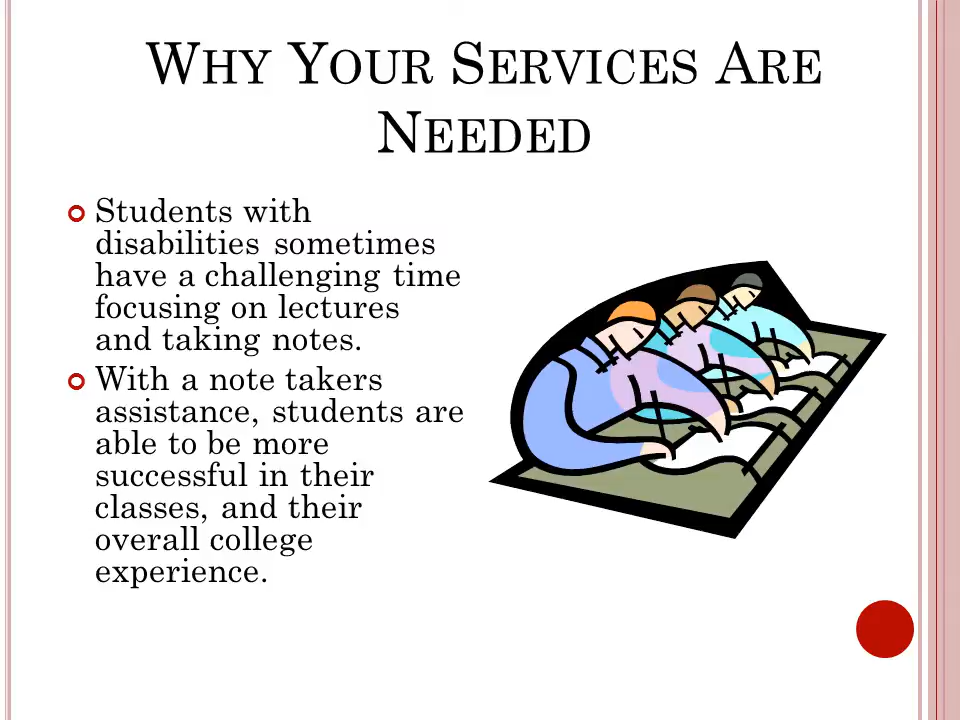 WHY YOUR SERVICES ARE
NEEDED
Students with
disabilities sometimes
have a challenging time
focusing on lectures
and taking notes.
With a note takers
assistance, students are
able to be more
successful in their
classes, and their
overall college
experience.